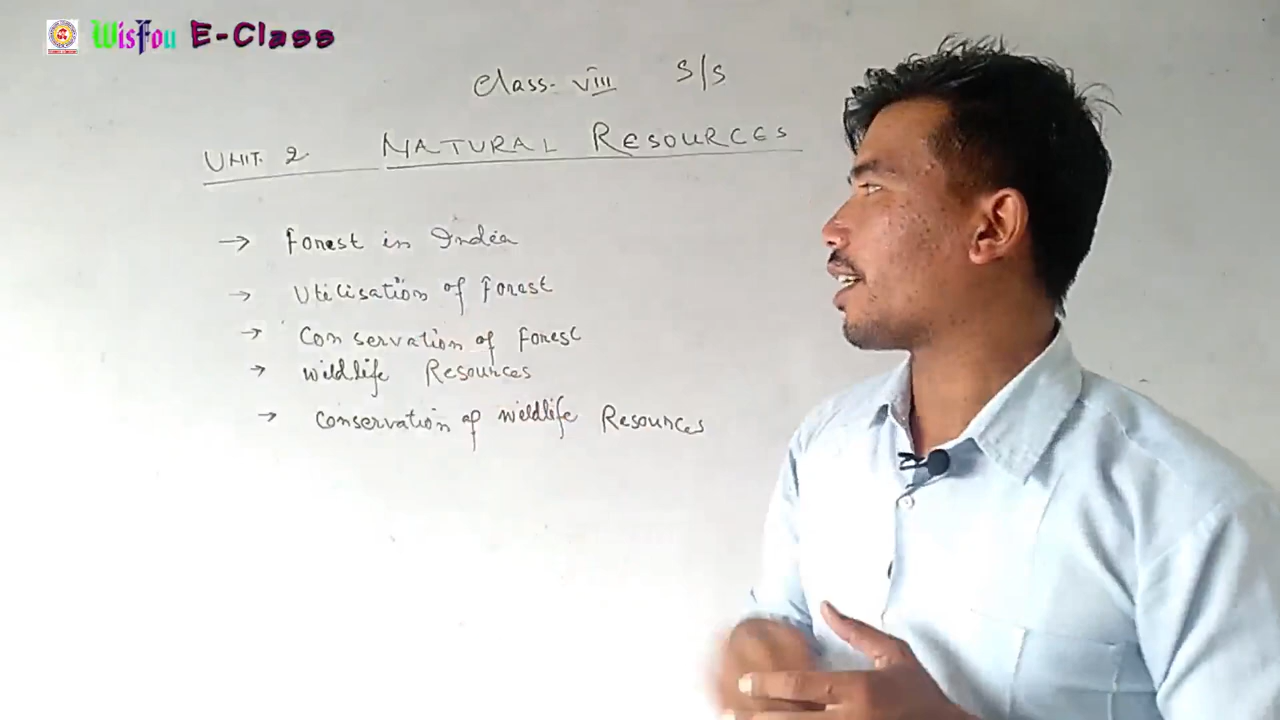 WisFou E-Class
Class- VIII S/S
UNIT. 2 NATURAL RESOURCES
→ Forest in India
→ Utilisation of Forest
→ Conservation of Forest
→ Wildlife Resources
→ Conservation of Wildlife Resources